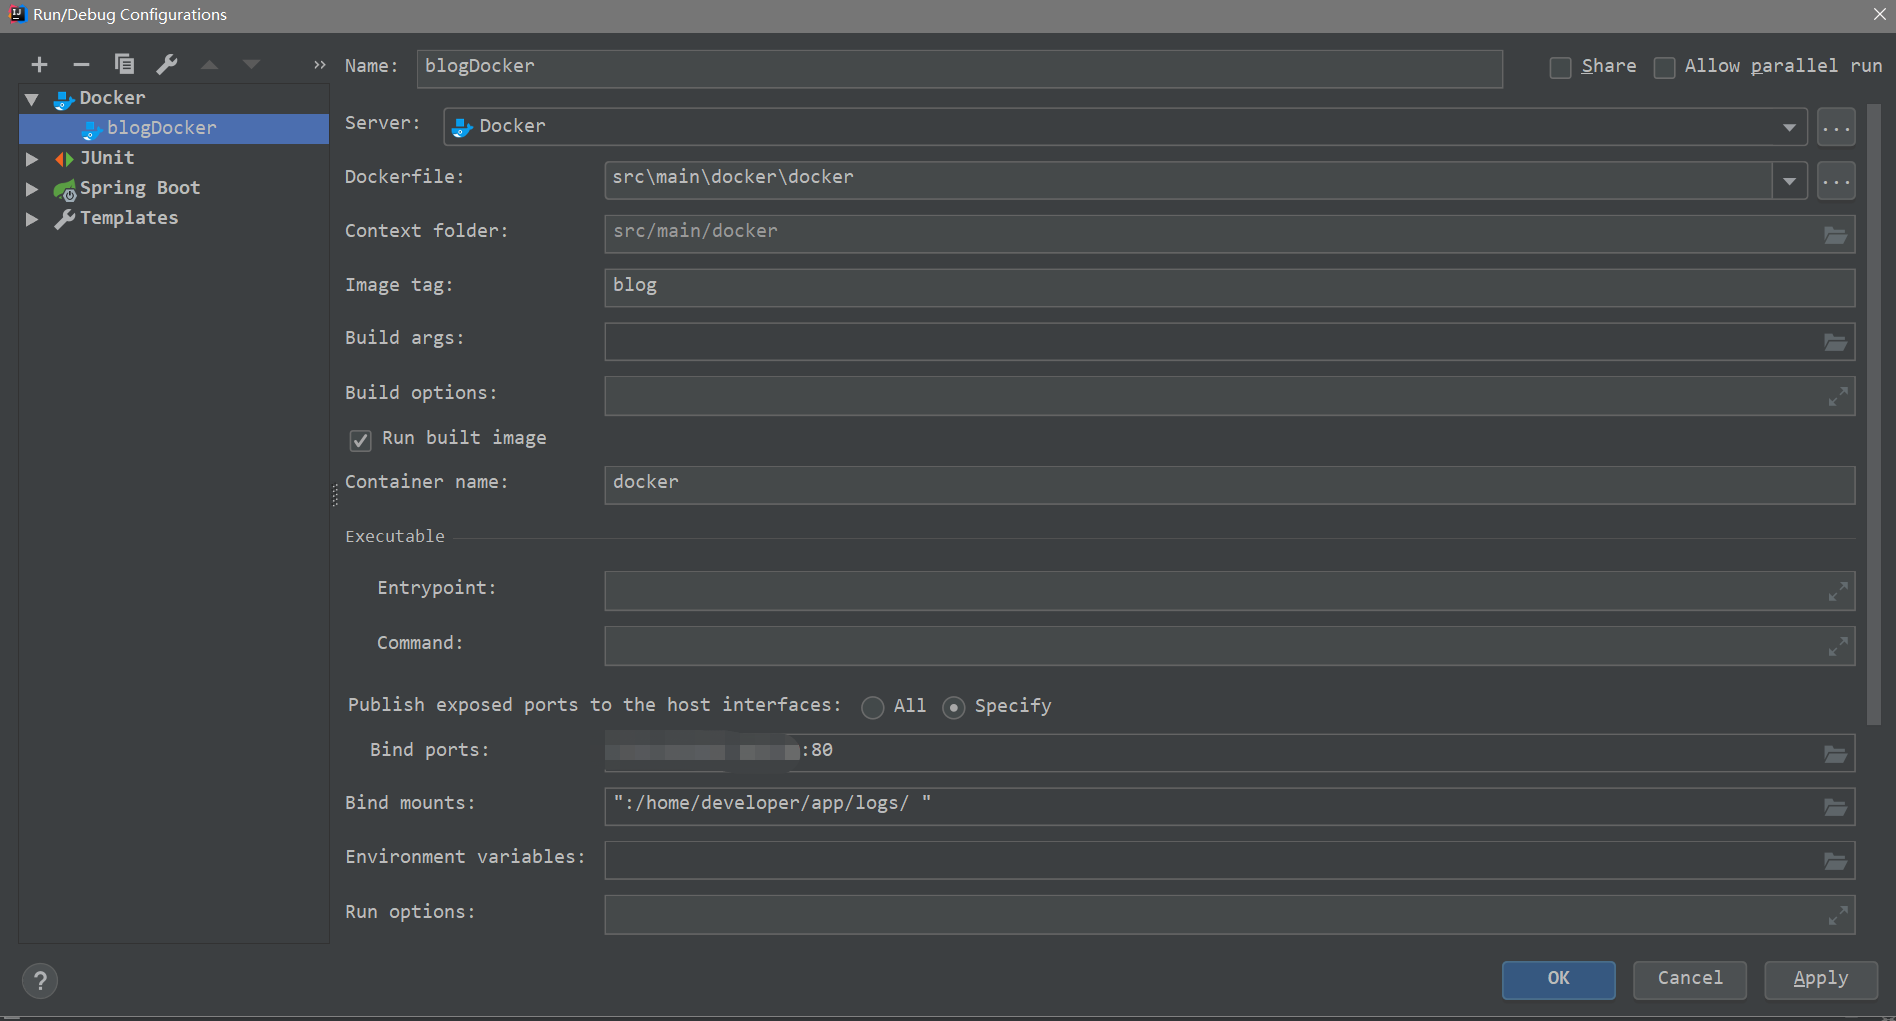 Run/Debug Configurations
Name: blogDocker Share Allow parallel run
Docker
blogDocker
JUnit
Spring Boot
Templates
Server: Docker ...
Dockerfile: src\main\docker\docker ...
Context folder: src/main/docker
Image tag: blog
Build args:
Build options:
Run built image
Container name: docker
Executable
Entrypoint:
Command:
Publish exposed ports to the host interfaces: All Specify
Bind ports: :80
Bind mounts: ":/home/developer/app/logs/ "
Environment variables:
Run options:
? OK Cancel Apply